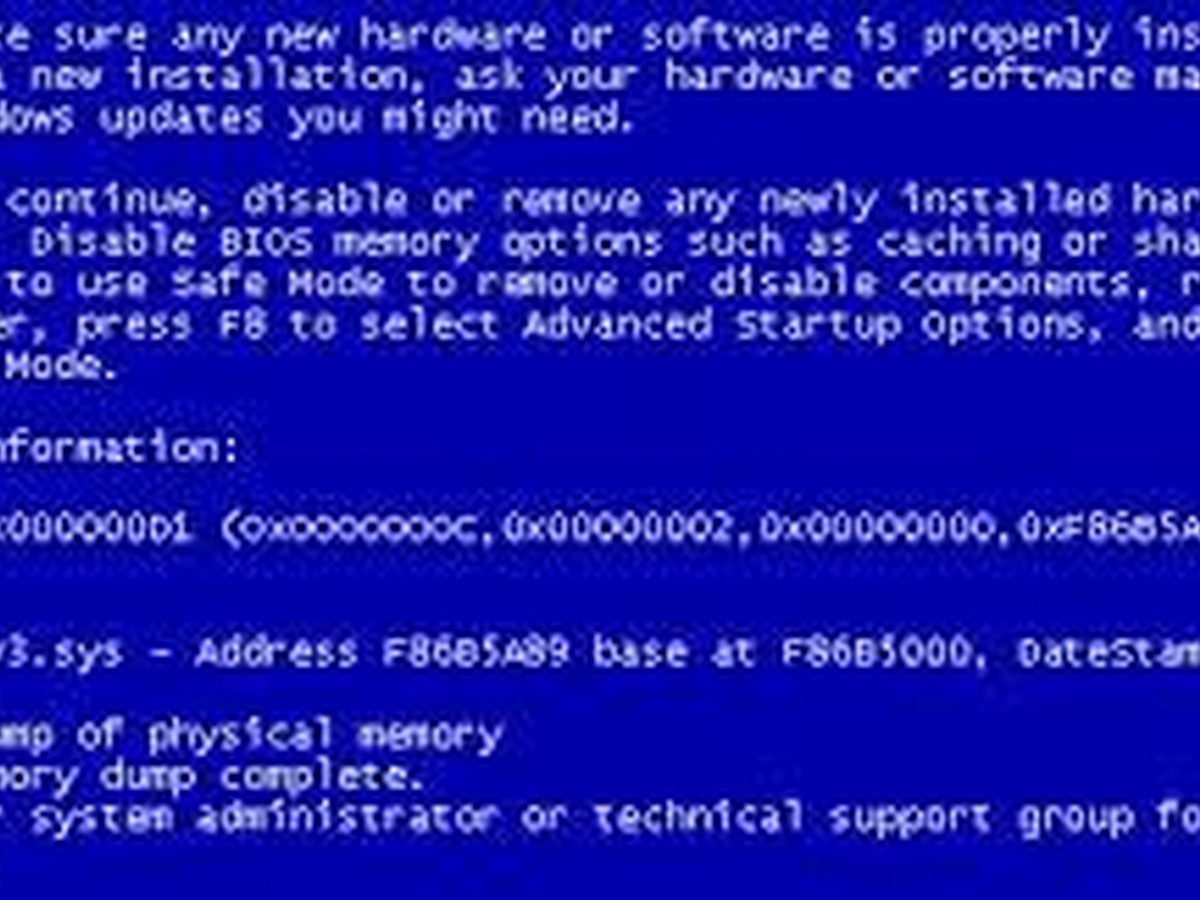 ke sure any new hardware or software is properly ins
a new installation, ask your hardware or software ma
dows updates you might need.
continue, disable or remove any newly installed har
Disable BIOS memory options such as caching or sha
to use Safe Mode to remove or disable components, r
er, press F8 to select Advanced Startup Options, and
Mode.
nformation:
x000000D1 (0x0000000C,0x00000002,0x00000000,0xF86B5A
v3.sys - Address F86B5A89 base at F86B5000, DateStam
ump of physical memory
mory dump complete.
r system administrator or technical support group fo